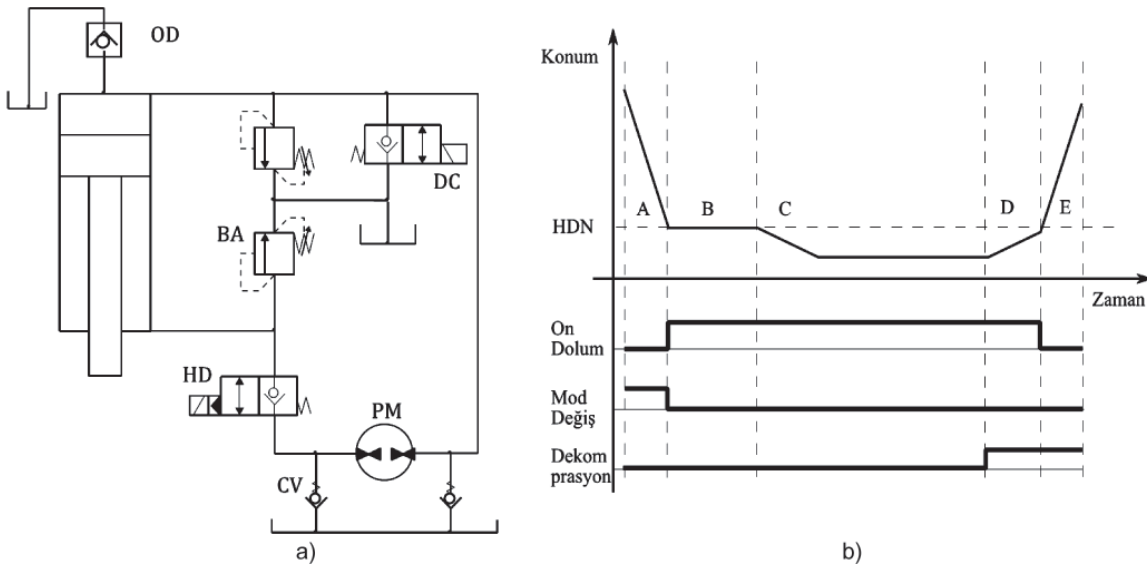 OD
DC
BA
HD
PM
CV
a)
Konum
A
B
C
D
E
HDN
Zaman
On
Dolum
Mod
Değiş
Dekom
prasyon
b)